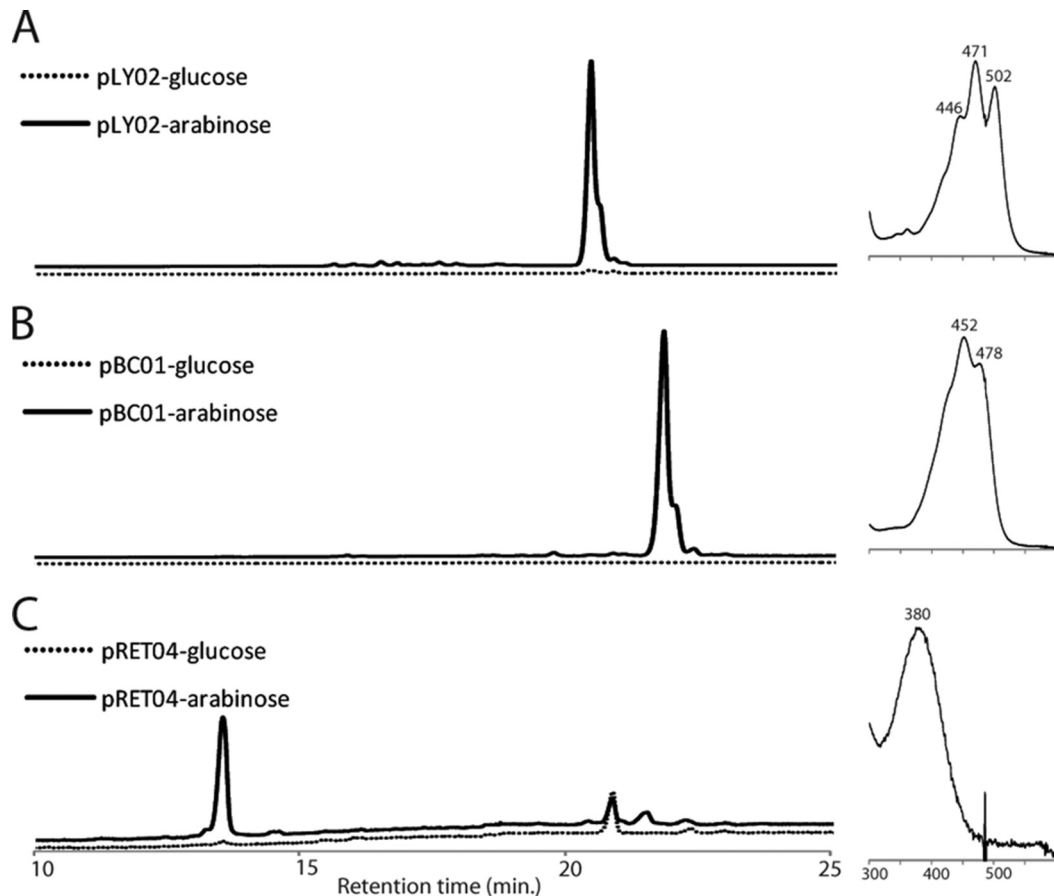 A
pLY02-glucose
pLY02-arabinose
446
471
502
B
pBC01-glucose
pBC01-arabinose
452
478
C
pRET04-glucose
pRET04-arabinose
380
10 15 20 25
Retention time (min.)
300 400 500